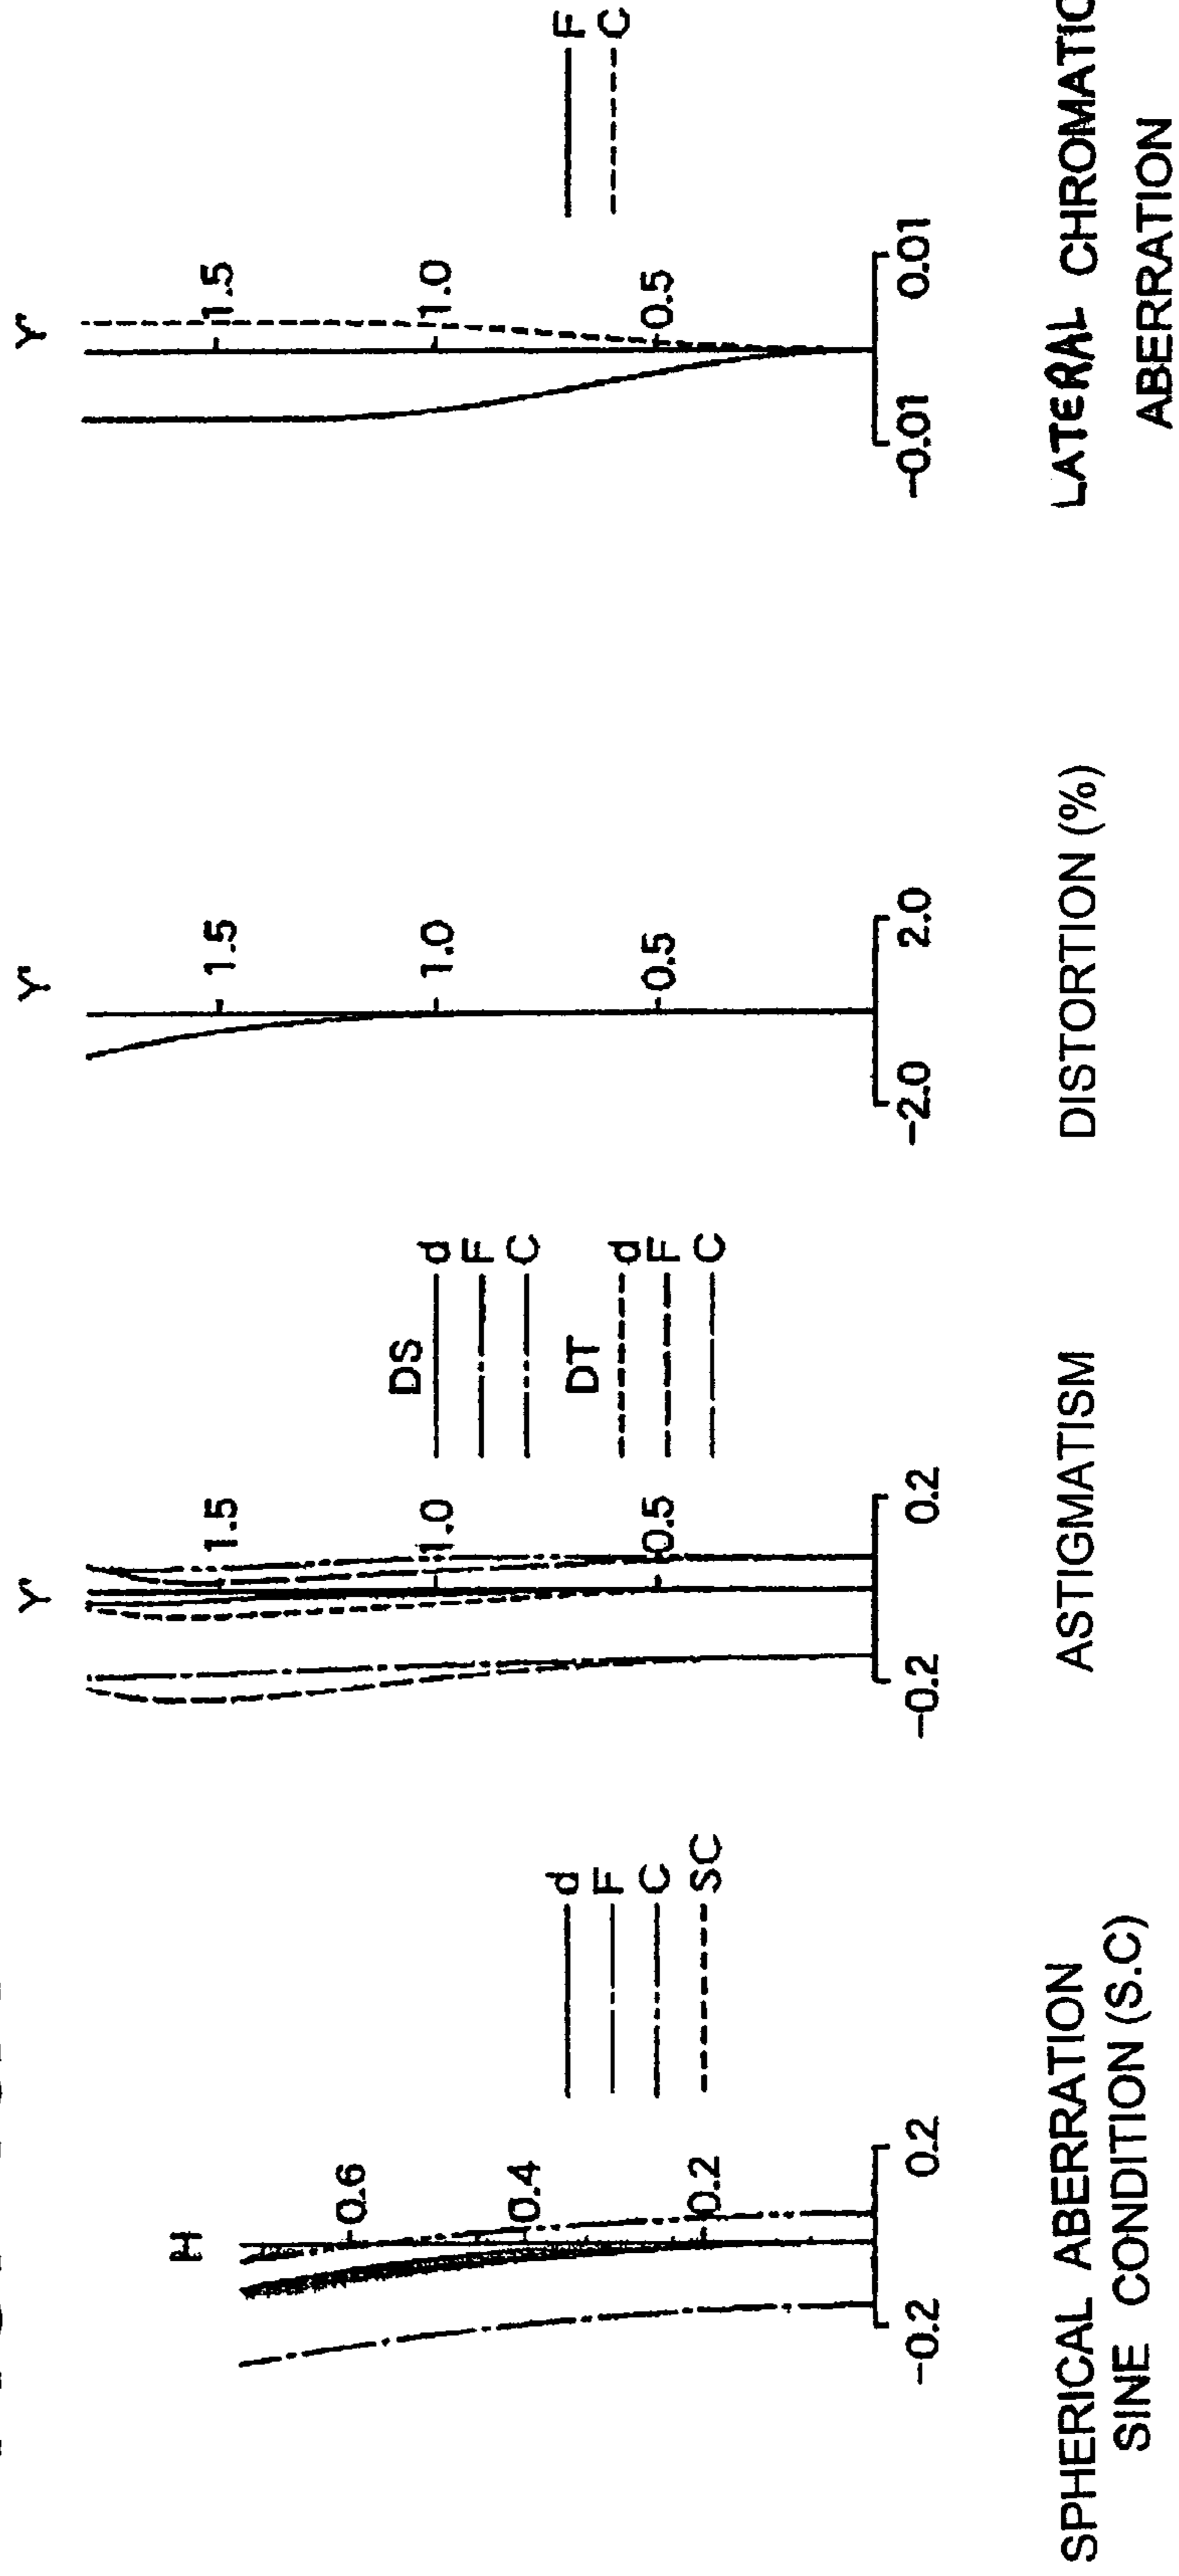 H
0.6
0.4
0.2
-0.2
0.2
d
F
C
SC
SPHERICAL ABERRATION
SINE CONDITION (S.C)
Y'
1.5
1.0
0.5
-0.2
0.2
DS
d
F
C
DT
d
F
C
ASTIGMATISM
Y'
1.5
1.0
0.5
-2.0
2.0
DISTORTION (%)
Y'
1.5
1.0
0.5
-0.01
0.01
F
C
LATERAL CHROMATIC
ABERRATION